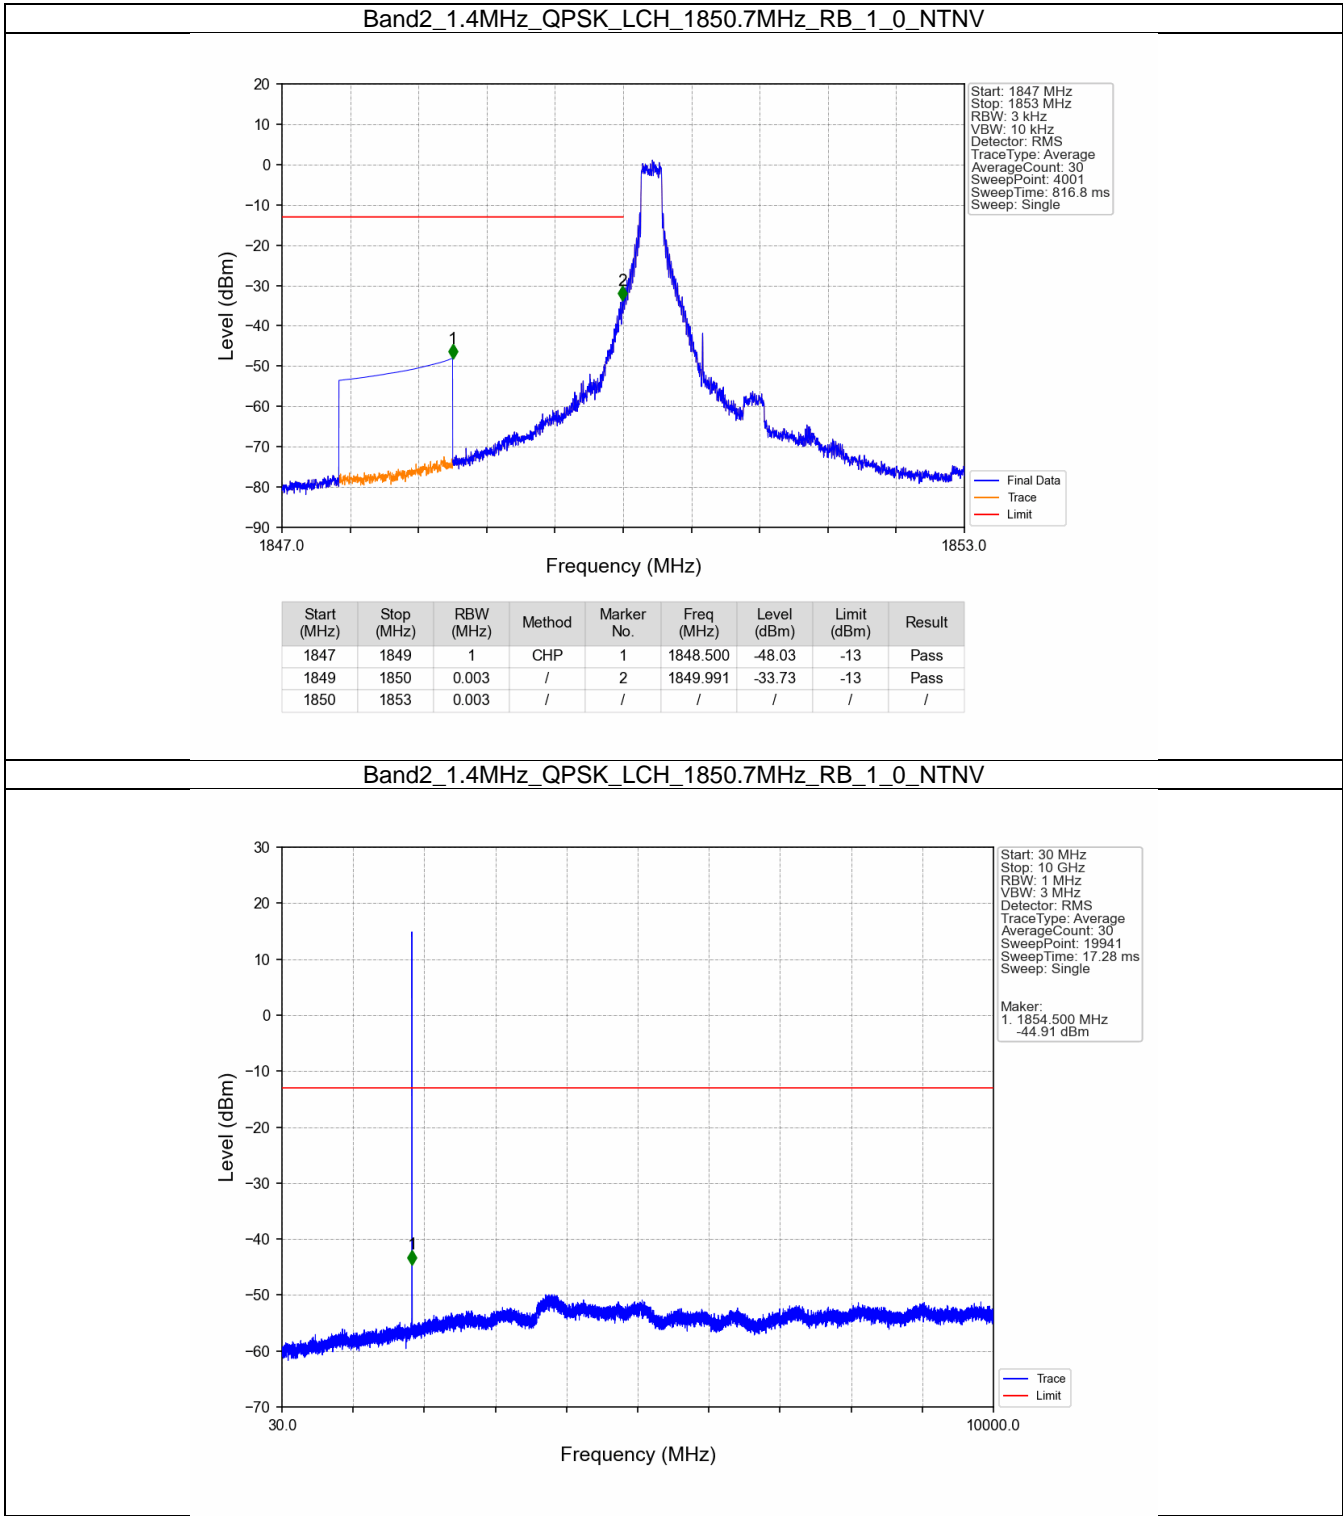 Band2_1.4MHz_QPSK_LCH_1850.7MHz_RB_1_0_NTNV
Start: 1847 MHz
Stop: 1853 MHz
RBW: 3 kHz
VBW: 10 kHz
Detector: RMS
TraceType: Average
AverageCount: 30
SweepPoint: 4001
SweepTime: 816.8 ms
Sweep: Single
20
10
0
−10
−20
−30
−40
−50
−60
−70
−80
−90
Level (dBm)
1
2
Final Data
Trace
Limit
1847.0 1853.0
Frequency (MHz)
Start (MHz) Stop (MHz) RBW (MHz) Method Marker No. Freq (MHz) Level (dBm) Limit (dBm) Result
1847 1849 1 CHP 1 1848.500 -48.03 -13 Pass
1849 1850 0.003 / 2 1849.991 -33.73 -13 Pass
1850 1853 0.003 / / / / / /
Band2_1.4MHz_QPSK_LCH_1850.7MHz_RB_1_0_NTNV
Start: 30 MHz
Stop: 10 GHz
RBW: 1 MHz
VBW: 3 MHz
Detector: RMS
TraceType: Average
AverageCount: 30
SweepPoint: 19941
SweepTime: 17.28 ms
Sweep: Single
Maker:
1. 1854.500 MHz
-44.91 dBm
30
20
10
0
−10
−20
−30
−40
−50
−60
−70
Level (dBm)
1
Trace
Limit
30.0 10000.0
Frequency (MHz)